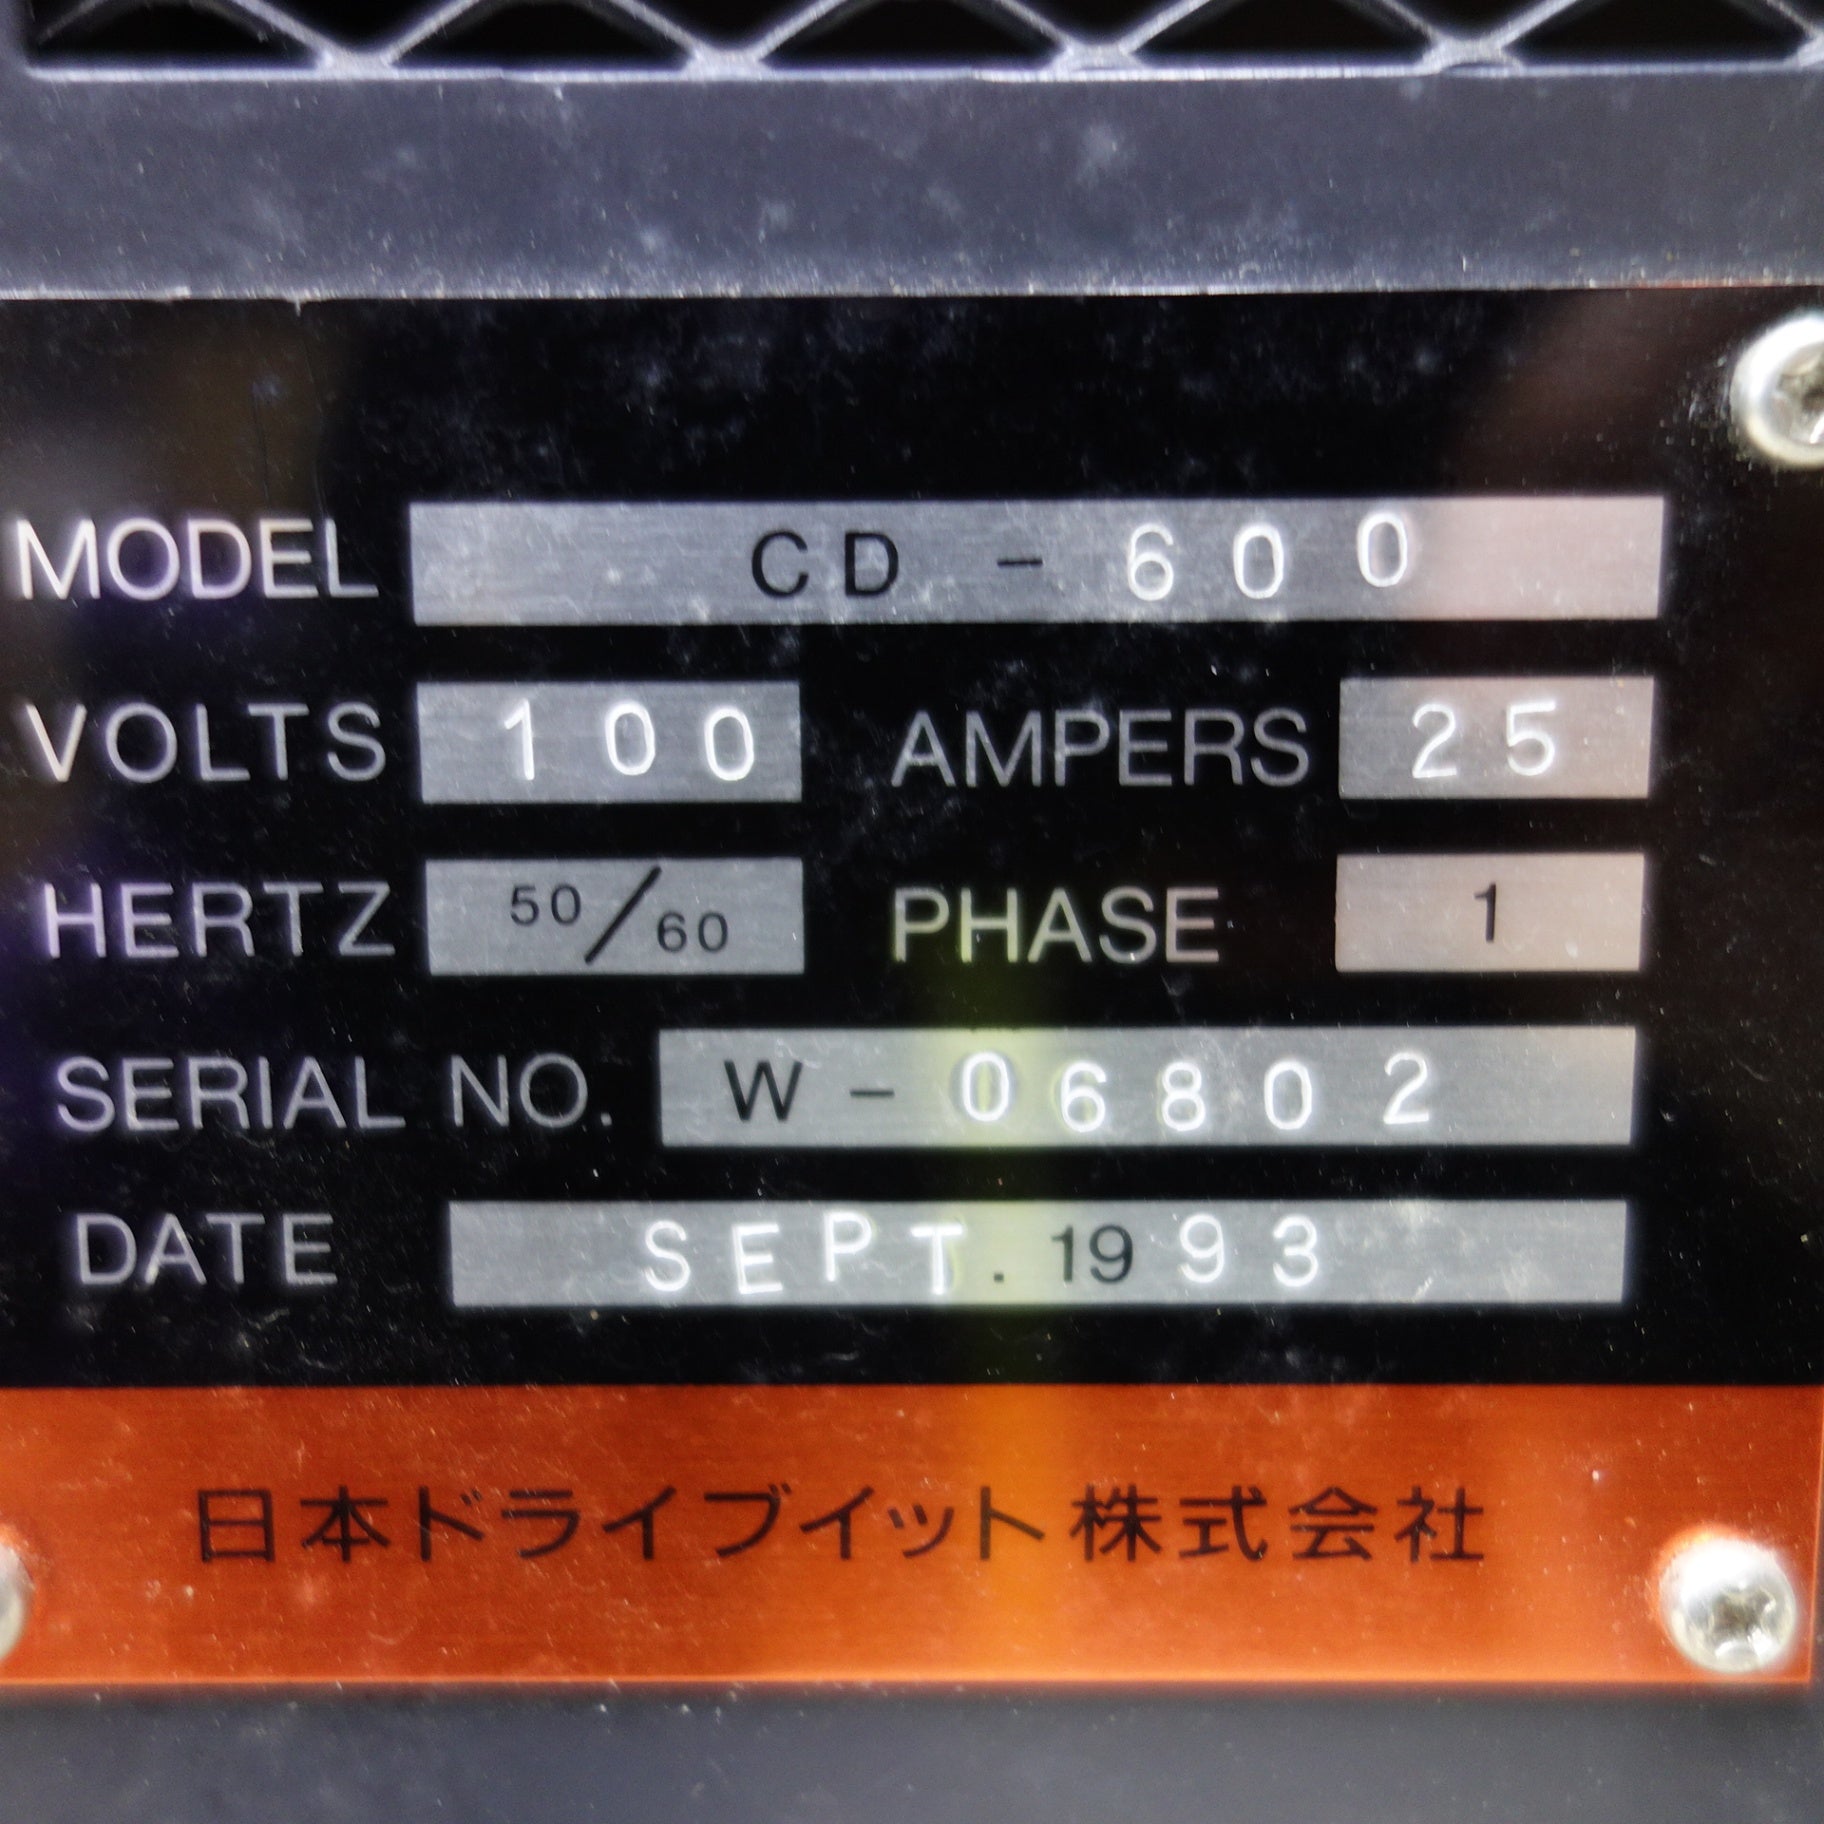 MODEL CD - 600
VOLTS 100 AMPERS 25
HERTZ 50/60 PHASE 1
SERIAL NO. W - 06802
DATE SEPT. 1993
日本ドライブイット株式会社